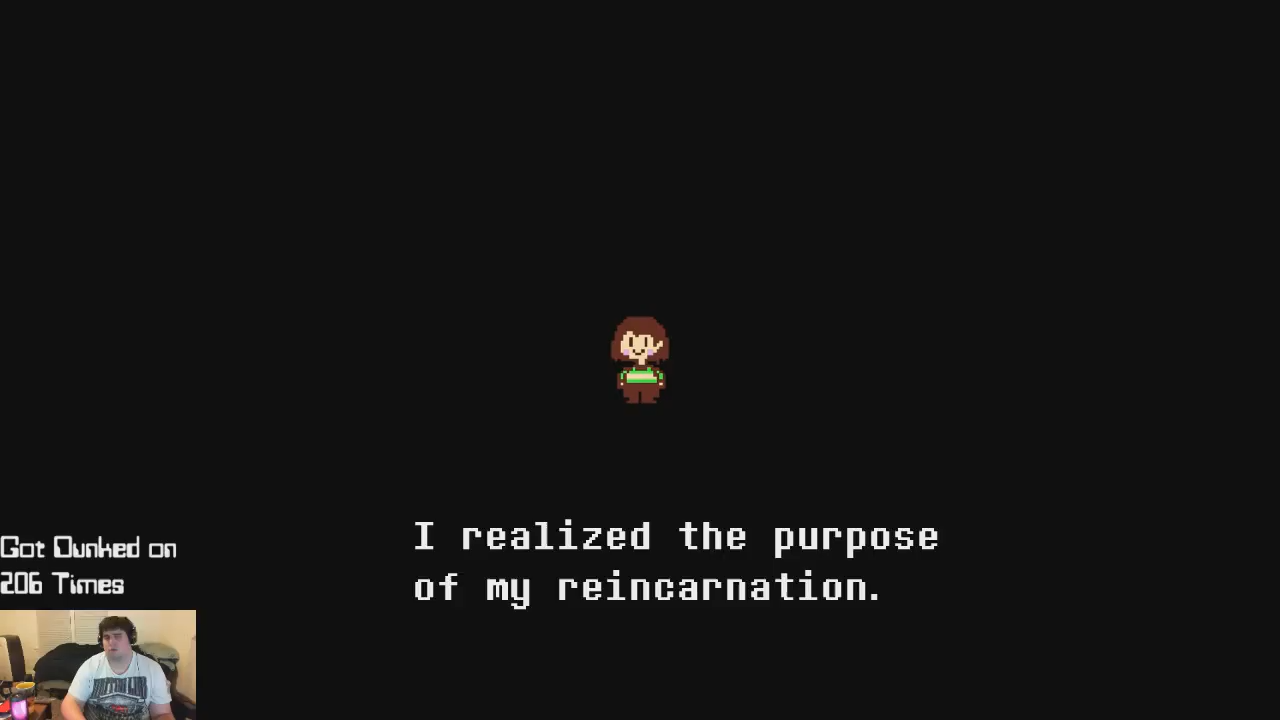 I realized the purpose
of my reincarnation.
Got Dunked on
206 Times